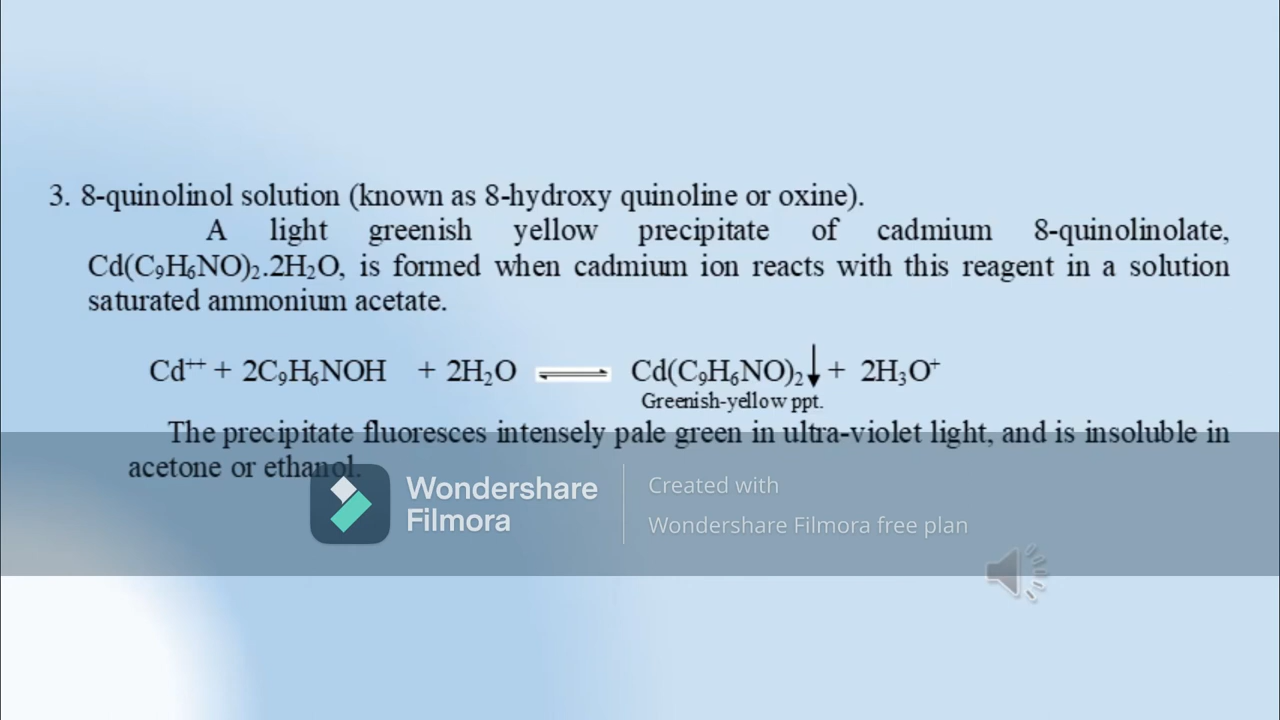 3. 8-quinolinol solution (known as 8-hydroxy quinoline or oxine).
A light greenish yellow precipitate of cadmium 8-quinolinolate,
Cd(C₉H₆NO)₂.2H₂O, is formed when cadmium ion reacts with this reagent in a solution
saturated ammonium acetate.
Cd⁺⁺ + 2C₉H₆NOH + 2H₂O ⇌ Cd(C₉H₆NO)₂↓ + 2H₃O⁺
Greenish-yellow ppt.
The precipitate fluoresces intensely pale green in ultra-violet light, and is insoluble in
acetone or ethanol.
Wondershare
Filmora
Created with
Wondershare Filmora free plan